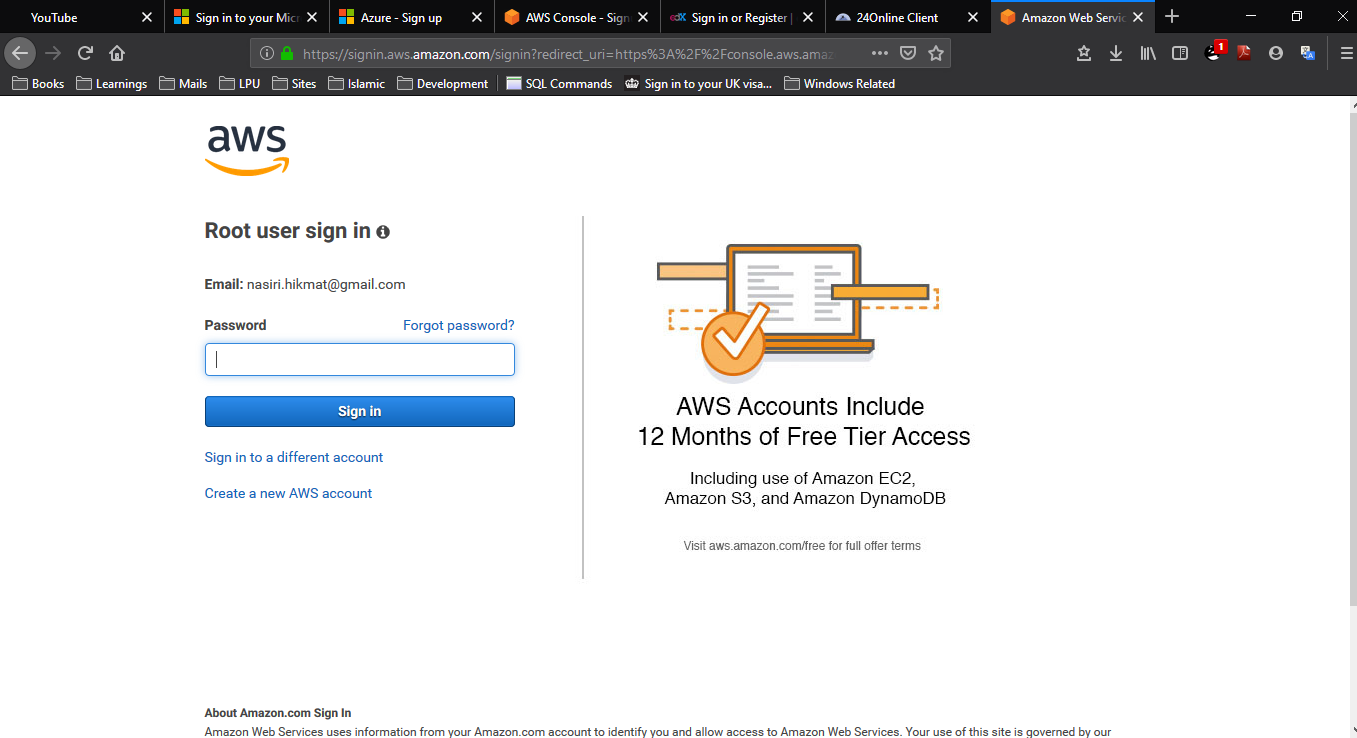 YouTube
Sign in to your Micr
Azure - Sign up
AWS Console - Sign
edX Sign in or Register |
24Online Client
Amazon Web Servic
https://signin.aws.amazon.com/signin?redirect_uri=https%3A%2F%2Fconsole.aws.amaz
1
Books Learnings Mails LPU Sites Islamic Development SQL Commands Sign in to your UK visa... Windows Related
aws
Root user sign in
Email: nasiri.hikmat@gmail.com
Password Forgot password?
Sign in
Sign in to a different account
Create a new AWS account
AWS Accounts Include
12 Months of Free Tier Access
Including use of Amazon EC2,
Amazon S3, and Amazon DynamoDB
Visit aws.amazon.com/free for full offer terms
About Amazon.com Sign In
Amazon Web Services uses information from your Amazon.com account to identify you and allow access to Amazon Web Services. Your use of this site is governed by our